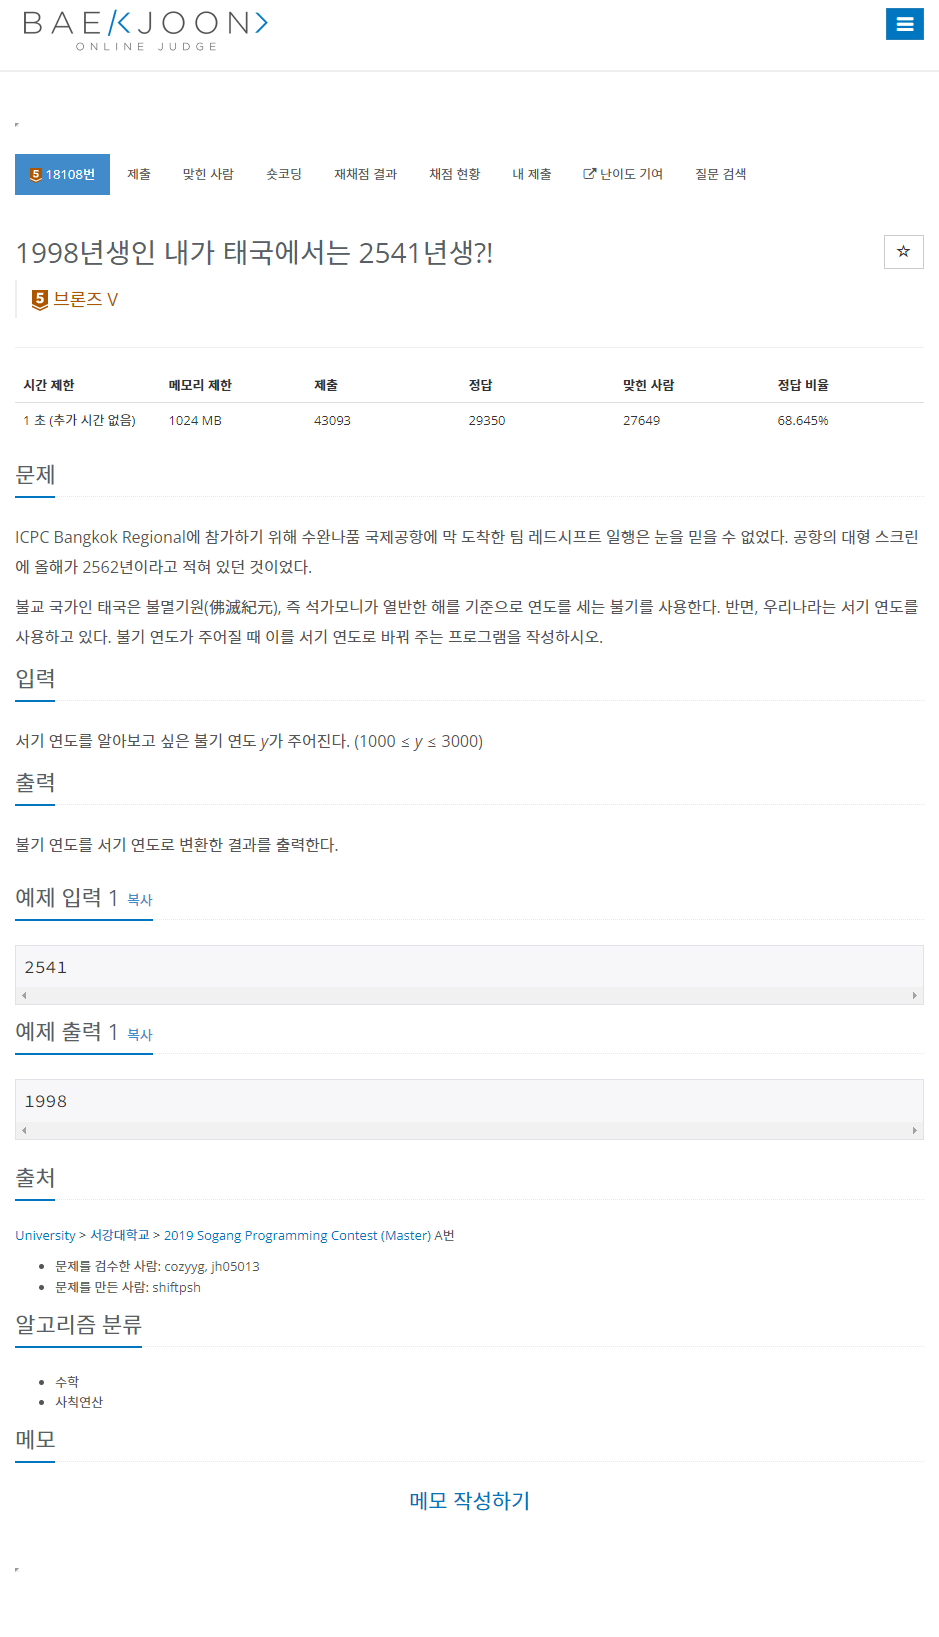 BAEKJOON>
ONLINE JUDGE
5 18108번 제출 맞힌 사람 숏코딩 재채점 결과 채점 현황 내 제출 난이도 기여 질문 검색
1998년생인 내가 태국에서는 2541년생?!
5 브론즈 V
시간 제한 메모리 제한 제출 정답 맞힌 사람 정답 비율
1 초 (추가 시간 없음) 1024 MB 43093 29350 27649 68.645%
문제
ICPC Bangkok Regional에 참가하기 위해 수완나품 국제공항에 막 도착한 팀 레드시프트 일행은 눈을 믿을 수 없었다. 공항의 대형 스크린
에 올해가 2562년이라고 적혀 있던 것이었다.
불교 국가인 태국은 불멸기원(佛滅紀元), 즉 석가모니가 열반한 해를 기준으로 연도를 세는 불기를 사용한다. 반면, 우리나라는 서기 연도를
사용하고 있다. 불기 연도가 주어질 때 이를 서기 연도로 바꿔 주는 프로그램을 작성하시오.
입력
서기 연도를 알아보고 싶은 불기 연도 y가 주어진다. (1000 ≤ y ≤ 3000)
출력
불기 연도를 서기 연도로 변환한 결과를 출력한다.
예제 입력 1 복사
2541
예제 출력 1 복사
1998
출처
University > 서강대학교 > 2019 Sogang Programming Contest (Master) A번
• 문제를 검수한 사람: cozyyg, jh05013
• 문제를 만든 사람: shiftpsh
알고리즘 분류
• 수학
• 사칙연산
메모
메모 작성하기